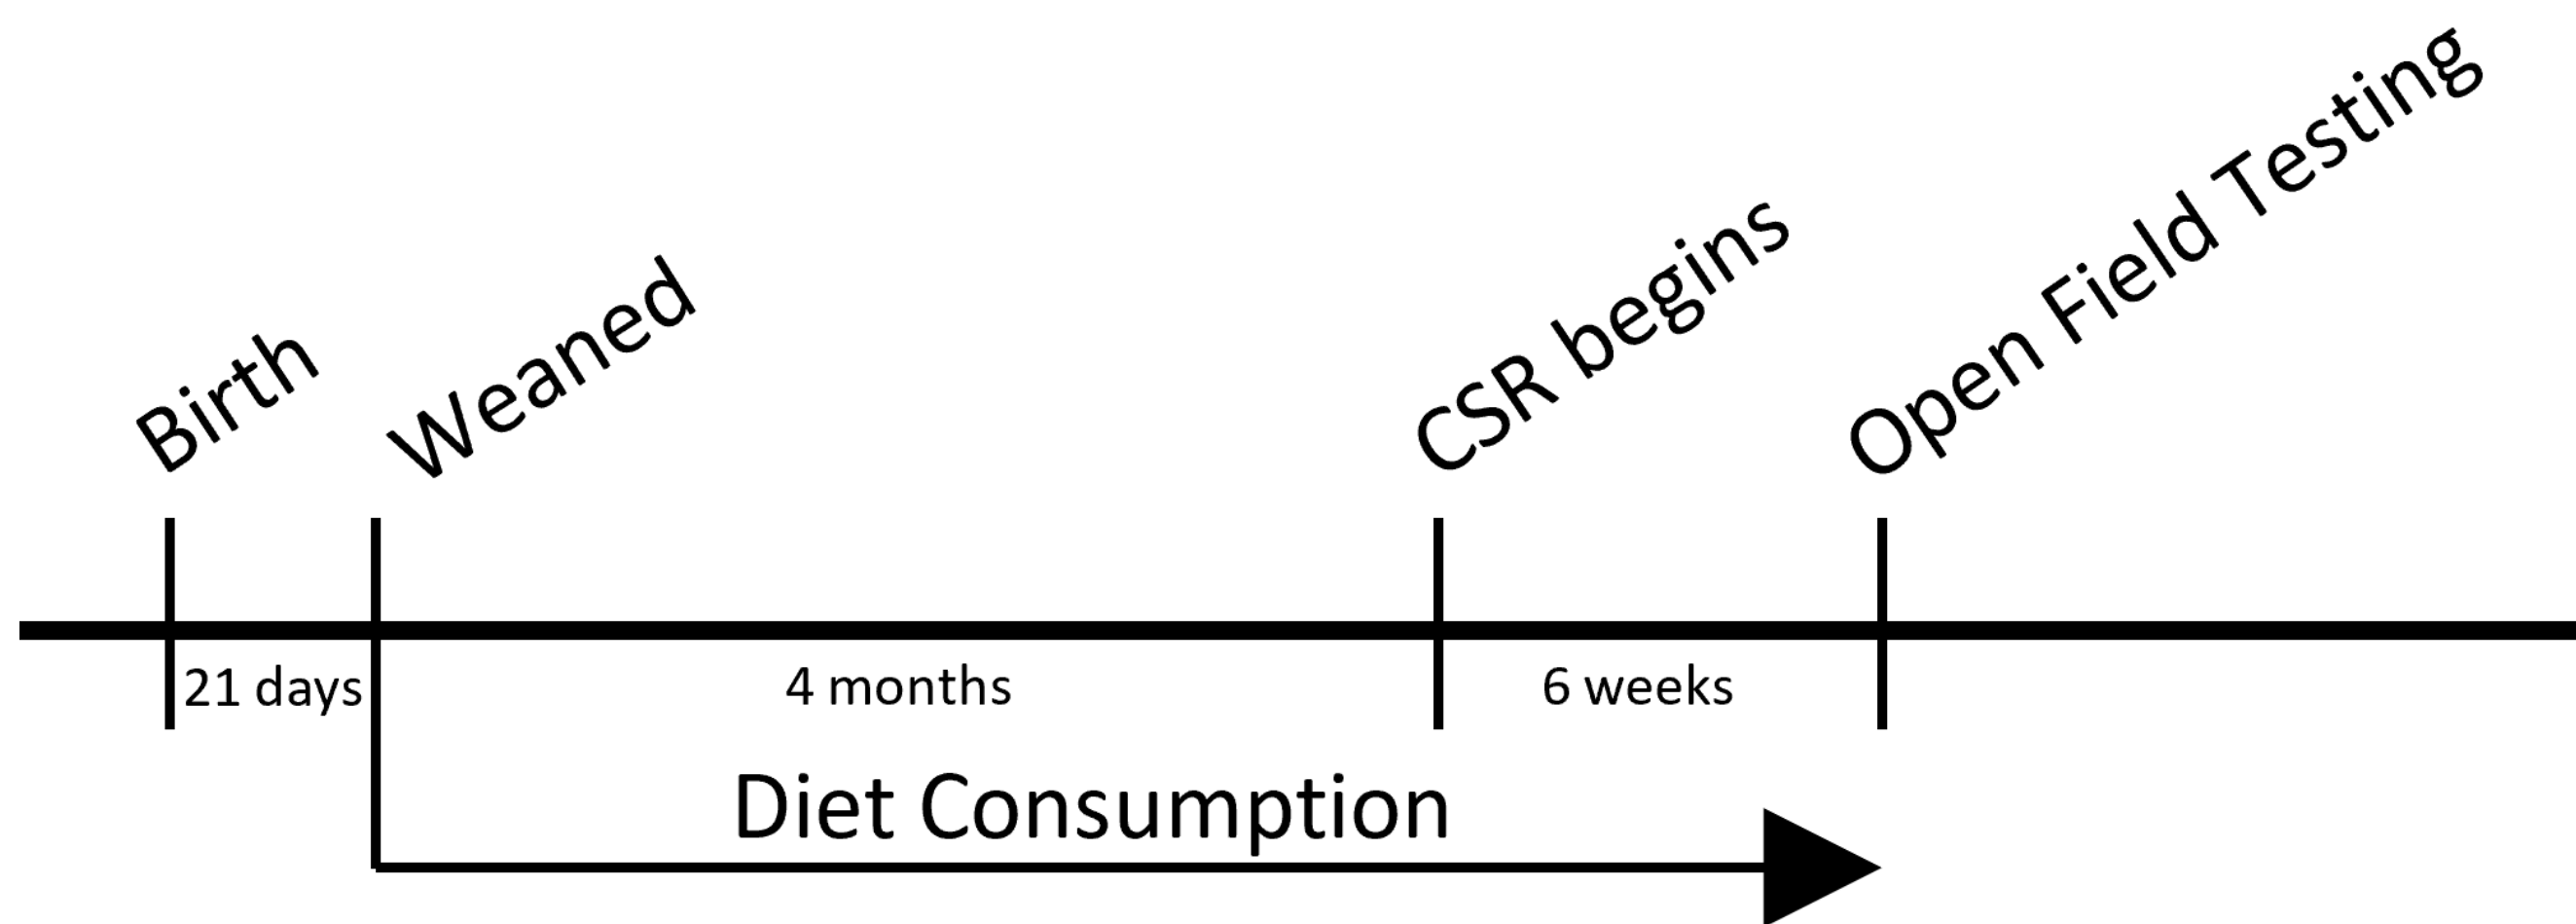 Birth
Weaned
CSR begins
Open Field Testing
21 days
4 months
6 weeks
Diet Consumption